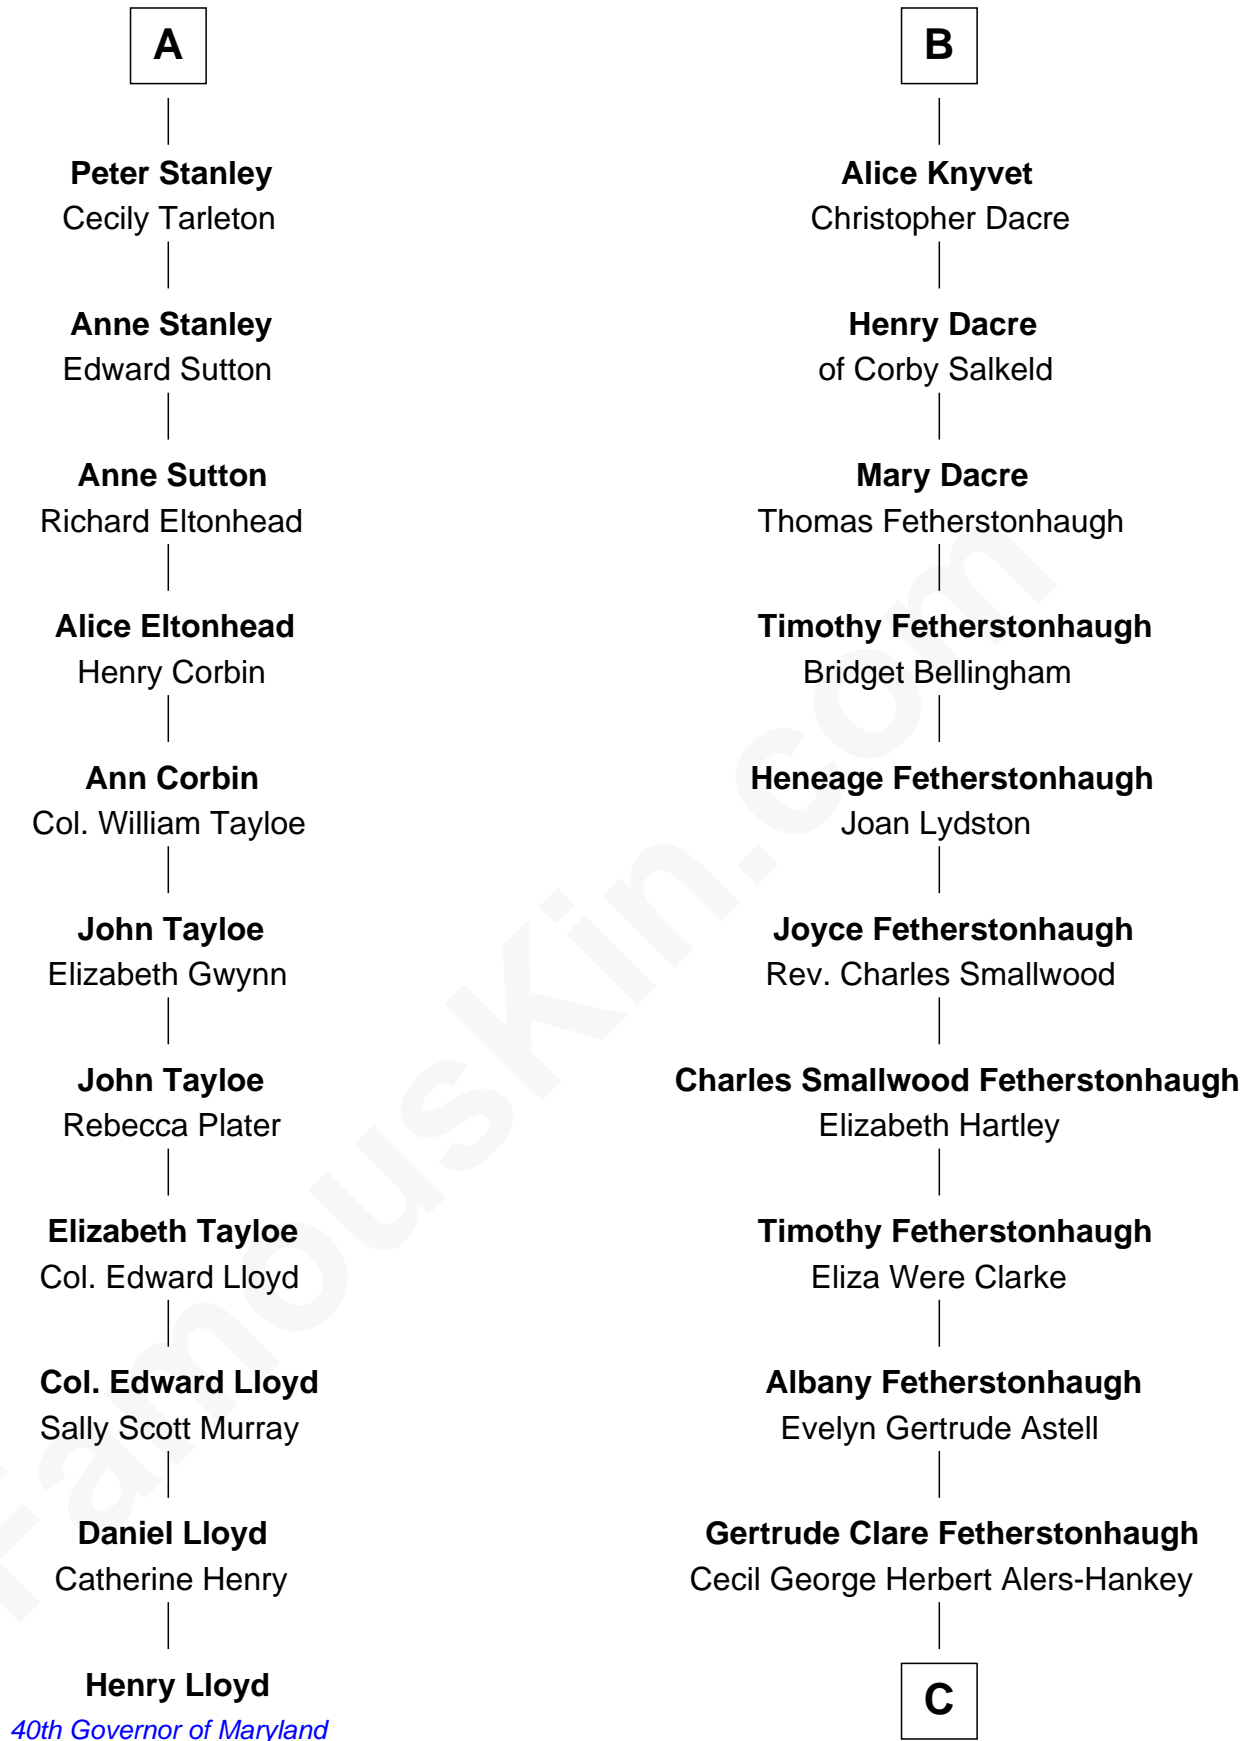 A
Peter Stanley
Cecily Tarleton
Anne Stanley
Edward Sutton
Anne Sutton
Richard Eltonhead
Alice Eltonhead
Henry Corbin
Ann Corbin
Col. William Tayloe
John Tayloe
Elizabeth Gwynn
John Tayloe
Rebecca Plater
Elizabeth Tayloe
Col. Edward Lloyd
Col. Edward Lloyd
Sally Scott Murray
Daniel Lloyd
Catherine Henry
Henry Lloyd
40th Governor of Maryland
B
Alice Knyvet
Christopher Dacre
Henry Dacre
of Corby Salkeld
Mary Dacre
Thomas Fetherstonhaugh
Timothy Fetherstonhaugh
Bridget Bellingham
Heneage Fetherstonhaugh
Joan Lydston
Joyce Fetherstonhaugh
Rev. Charles Smallwood
Charles Smallwood Fetherstonhaugh
Elizabeth Hartley
Timothy Fetherstonhaugh
Eliza Were Clarke
Albany Fetherstonhaugh
Evelyn Gertrude Astell
Gertrude Clare Fetherstonhaugh
Cecil George Herbert Alers-Hankey
C
FamousKin.com